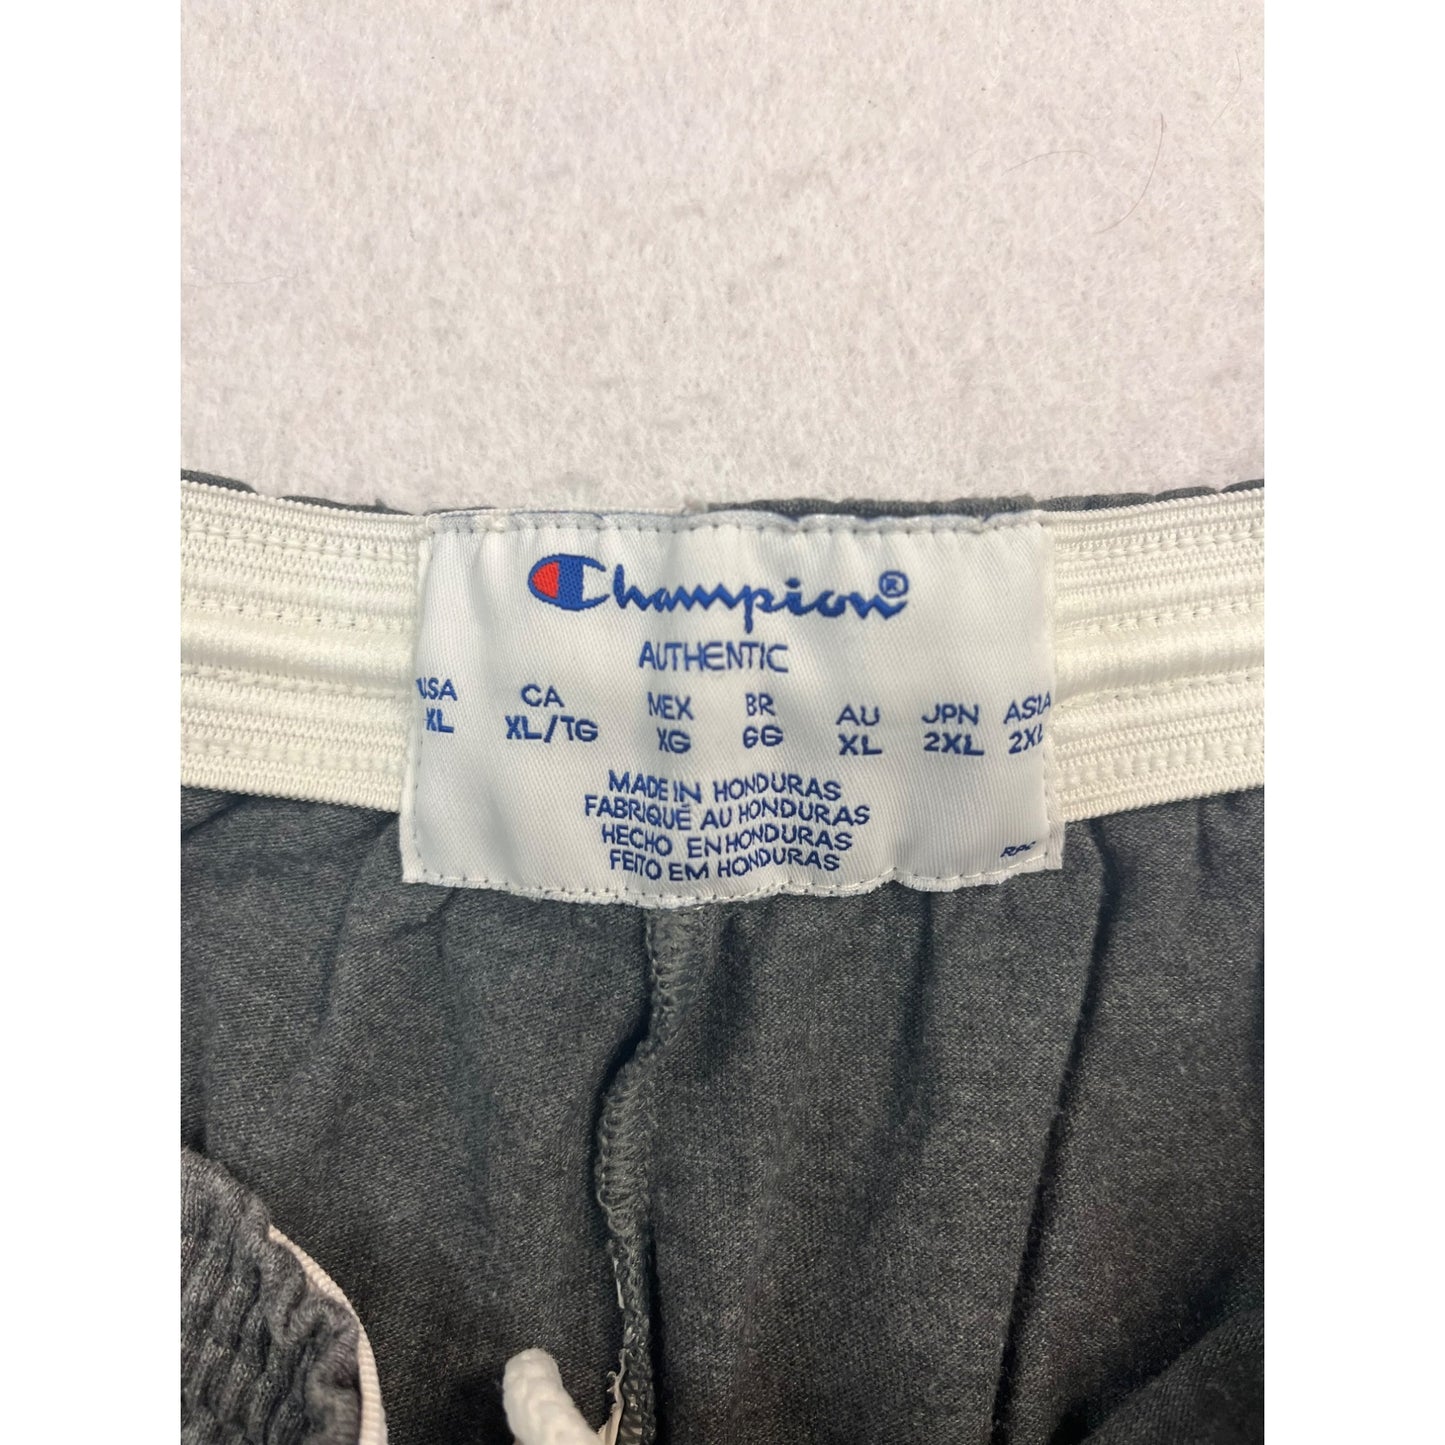 Champion®
AUTHENTIC
USA CA MEX BR AU JPN ASIA
XL XL/TG XG GG XL 2XL 2XL
MADE IN HONDURAS
FABRIQUÉ AU HONDURAS
HECHO EN HONDURAS
FEITO EM HONDURAS
RPC